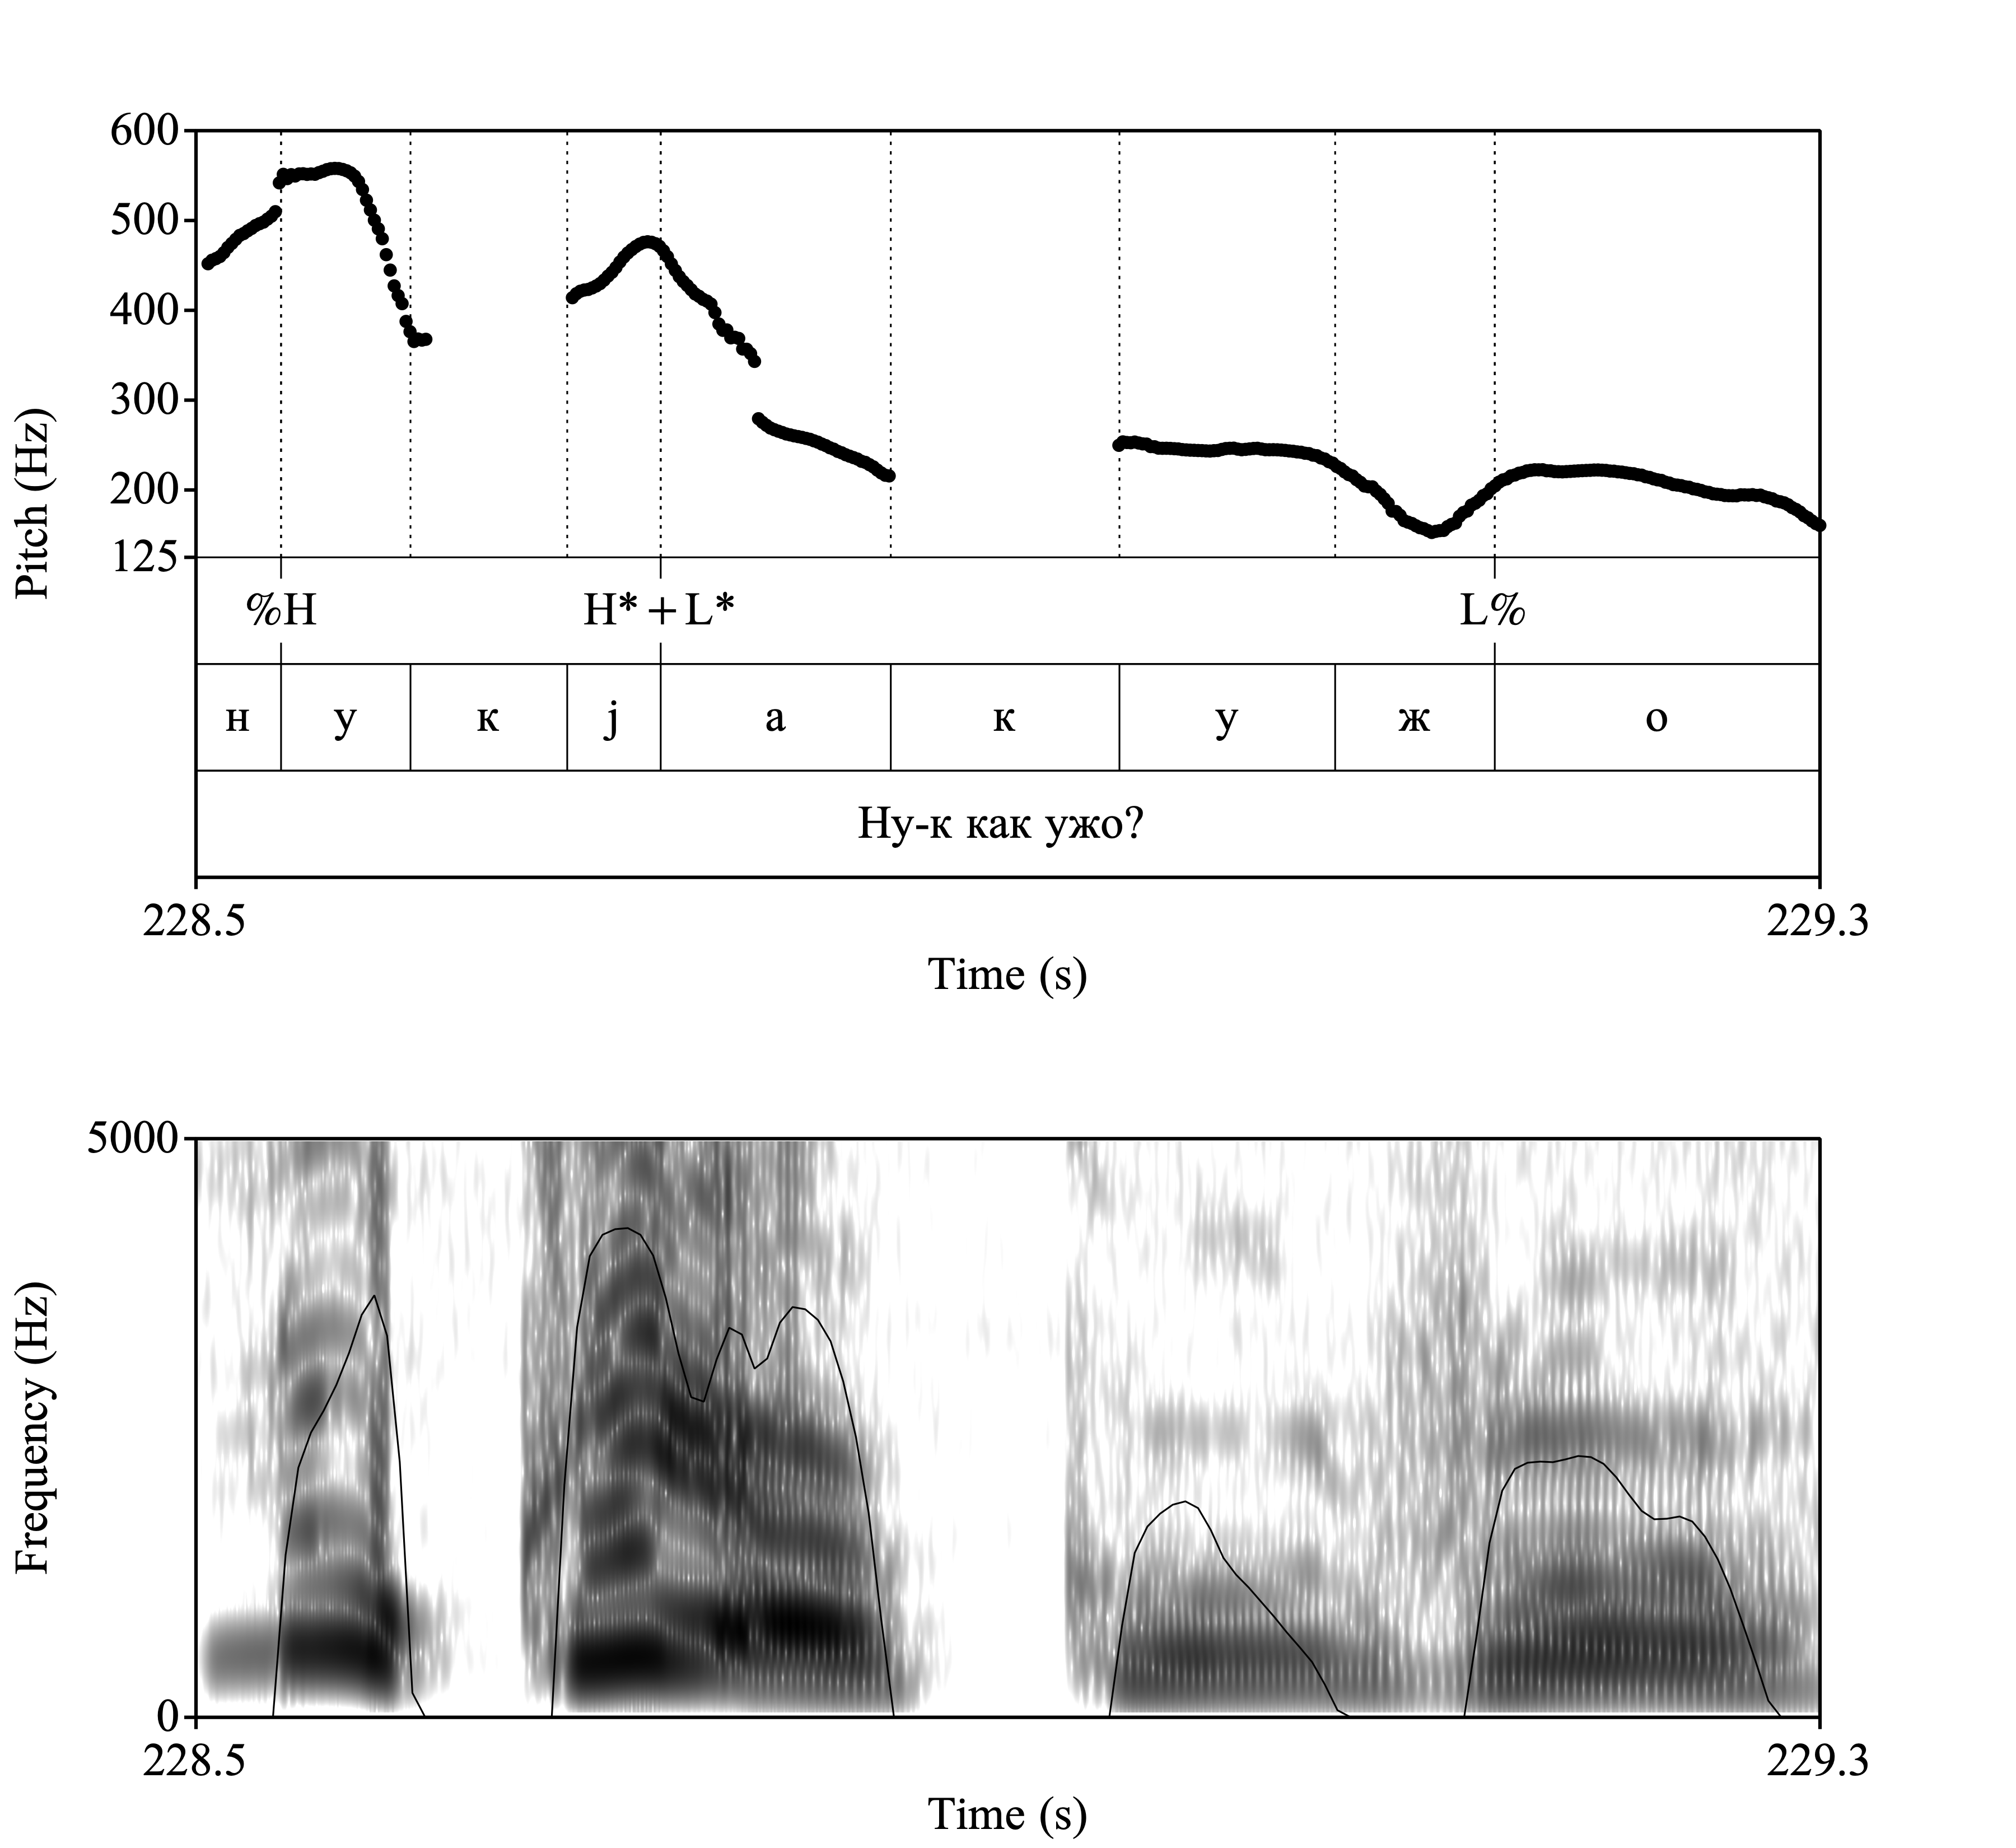 600
500
400
300
200
125
Pitch (Hz)
%H H*+L* L%
н у к j а к у ж о
Ну-к как ужо?
228.5 229.3
Time (s)
5000
0
Frequency (Hz)
228.5 229.3
Time (s)